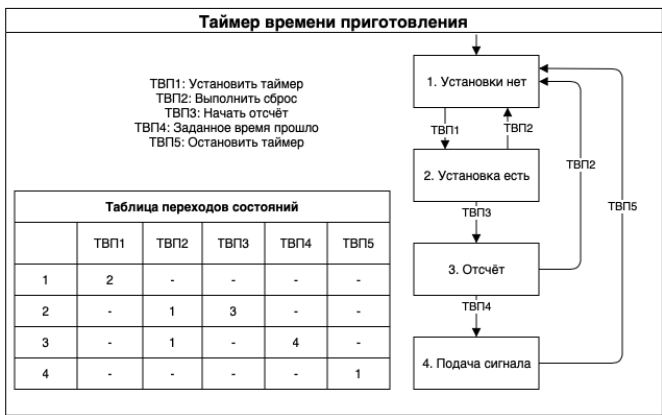 Таймер времени приготовления
ТВП1: Установить таймер
ТВП2: Выполнить сброс
ТВП3: Начать отсчёт
ТВП4: Заданное время прошло
ТВП5: Остановить таймер
1. Установки нет
ТВП1
ТВП2
2. Установка есть
ТВП2
ТВП3
ТВП5
3. Отсчёт
ТВП4
4. Подача сигнала
Таблица переходов состояний
ТВП1 ТВП2 ТВП3 ТВП4 ТВП5
1 2 - - - -
2 - 1 3 - -
3 - 1 - 4 -
4 - - - - 1